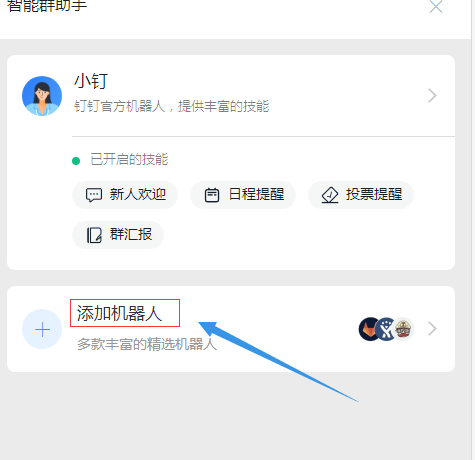 智能群助手
小钉
钉钉官方机器人，提供丰富的技能
已开启的技能
新人欢迎 日程提醒 投票提醒
群汇报
添加机器人
多款丰富的精选机器人